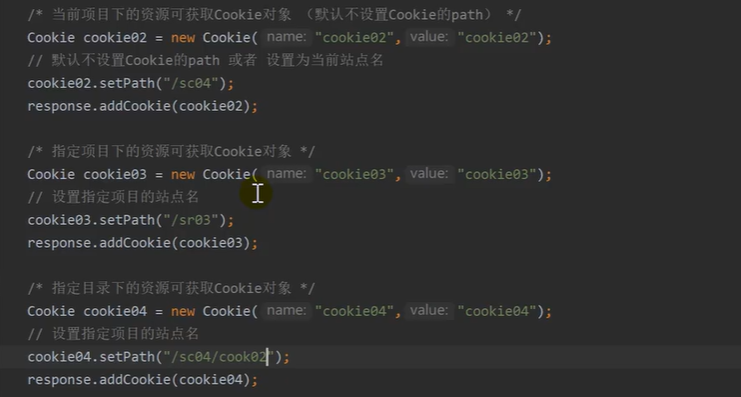 /* 当前项目下的资源可获取Cookie对象 （默认不设置Cookie的path） */
Cookie cookie02 = new Cookie( name: "cookie02", value: "cookie02");
// 默认不设置Cookie的path 或者 设置为当前站点名
cookie02.setPath("/sc04");
response.addCookie(cookie02);
/* 指定项目下的资源可获取Cookie对象 */
Cookie cookie03 = new Cookie( name: "cookie03", value: "cookie03");
// 设置指定项目的站点名
cookie03.setPath("/sr03");
response.addCookie(cookie03);
/* 指定目录下的资源可获取Cookie对象 */
Cookie cookie04 = new Cookie( name: "cookie04", value: "cookie04");
// 设置指定项目的站点名
cookie04.setPath("/sc04/cook02");
response.addCookie(cookie04);